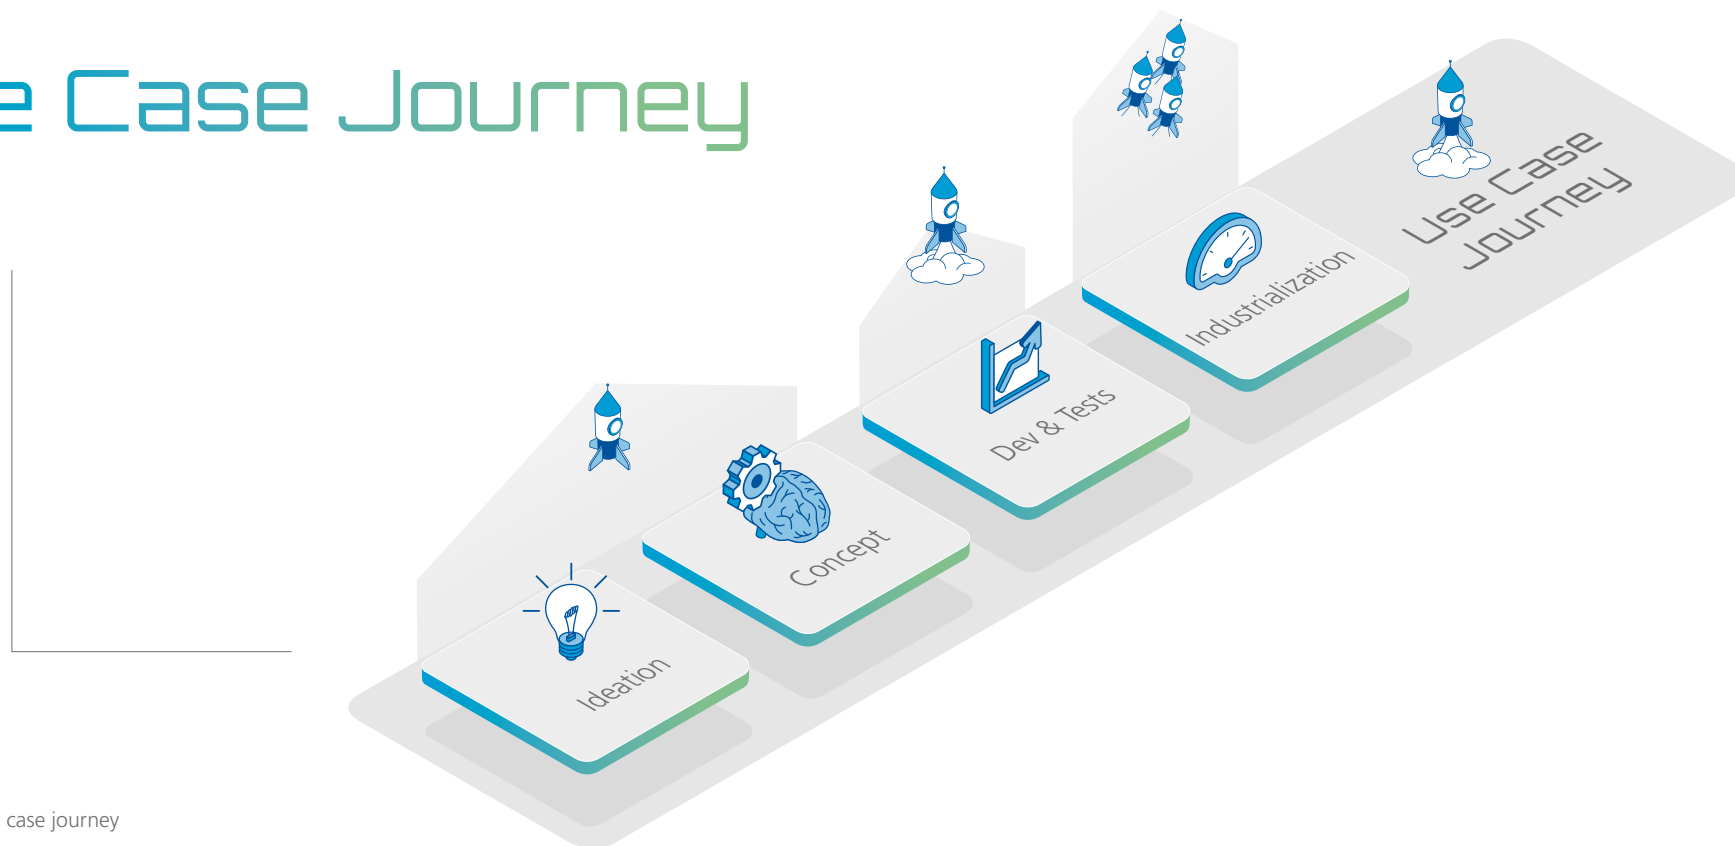 e Case Journey
Use Case
Journey
Industrialization
Dev & Tests
Concept
Ideation
case journey